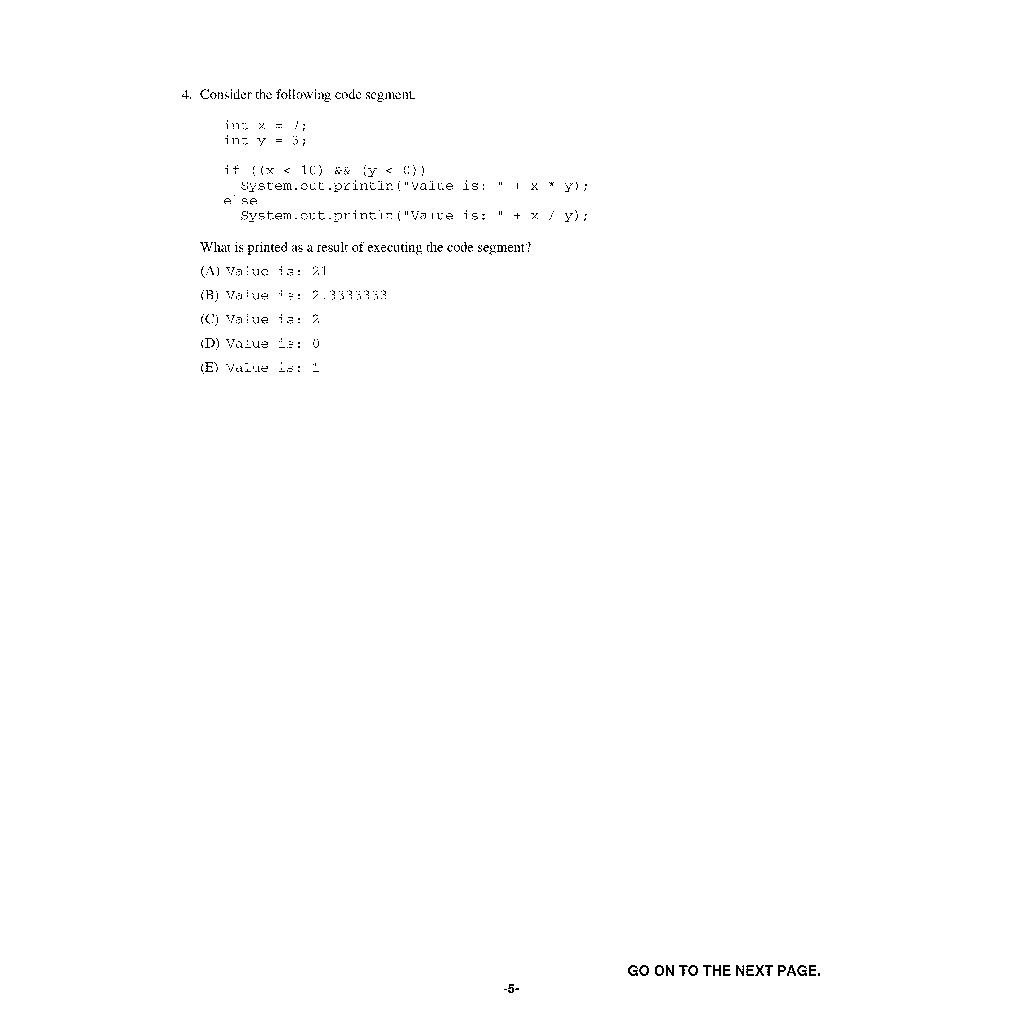 4. Consider the following code segment.
int x = 7;
int y = 3;
if ((x < 10) && (y < 0))
System.out.println("Value is: " + x * y);
else
System.out.println("Value is: " + x / y);
What is printed as a result of executing the code segment?
(A) Value is: 21
(B) Value is: 2.3333333
(C) Value is: 2
(D) Value is: 0
(E) Value is: 1
GO ON TO THE NEXT PAGE.
-5-